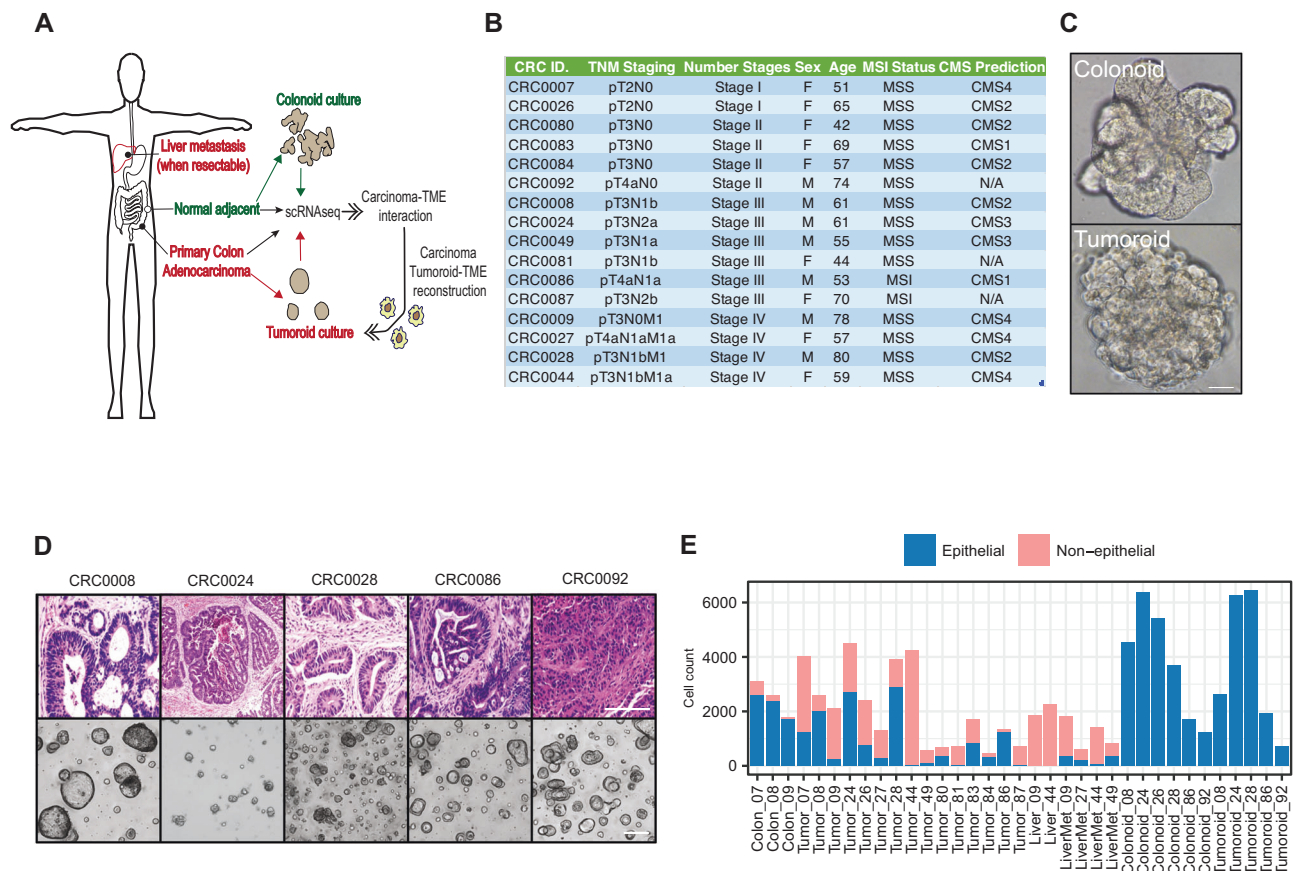 A
Liver metastasis
(when resectable)
Normal adjacent
Primary Colon
Adenocarcinoma
Colonoid culture
scRNAseq
Tumoroid culture
Carcinoma-TME
interaction
Carcinoma
Tumoroid-TME
reconstruction
B
CRC ID. TNM Staging Number Stages Sex Age MSI Status CMS Prediction
CRC0007 pT2N0 Stage I F 51 MSS CMS4
CRC0026 pT2N0 Stage I F 65 MSS CMS2
CRC0080 pT3N0 Stage II F 42 MSS CMS2
CRC0083 pT3N0 Stage II F 69 MSS CMS1
CRC0084 pT3N0 Stage II F 57 MSS CMS2
CRC0092 pT4aN0 Stage II M 74 MSS N/A
CRC0008 pT3N1b Stage III M 61 MSS CMS2
CRC0024 pT3N2a Stage III M 61 MSS CMS3
CRC0049 pT3N1a Stage III M 55 MSS CMS3
CRC0081 pT3N1b Stage III F 44 MSS N/A
CRC0086 pT4aN1a Stage III M 53 MSI CMS1
CRC0087 pT3N2b Stage III F 70 MSI N/A
CRC0009 pT3N0M1 Stage IV M 78 MSS CMS4
CRC0027 pT4aN1aM1a Stage IV F 57 MSS CMS4
CRC0028 pT3N1bM1 Stage IV M 80 MSS CMS2
CRC0044 pT3N1bM1a Stage IV F 59 MSS CMS4
C
Colonoid
Tumoroid
D
CRC0008 CRC0024 CRC0028 CRC0086 CRC0092
E
Epithelial Non−epithelial
Cell count
6000
4000
2000
0
Colon_07
Colon_08
Colon_09
Tumor_07
Tumor_08
Tumor_09
Tumor_24
Tumor_26
Tumor_27
Tumor_28
Tumor_44
Tumor_49
Tumor_80
Tumor_81
Tumor_83
Tumor_84
Tumor_86
Tumor_87
Liver_09
Liver_44
LiverMet_09
LiverMet_27
LiverMet_44
LiverMet_49
Colonoid_08
Colonoid_24
Colonoid_26
Colonoid_28
Colonoid_86
Colonoid_92
Tumoroid_08
Tumoroid_24
Tumoroid_28
Tumoroid_86
Tumoroid_92